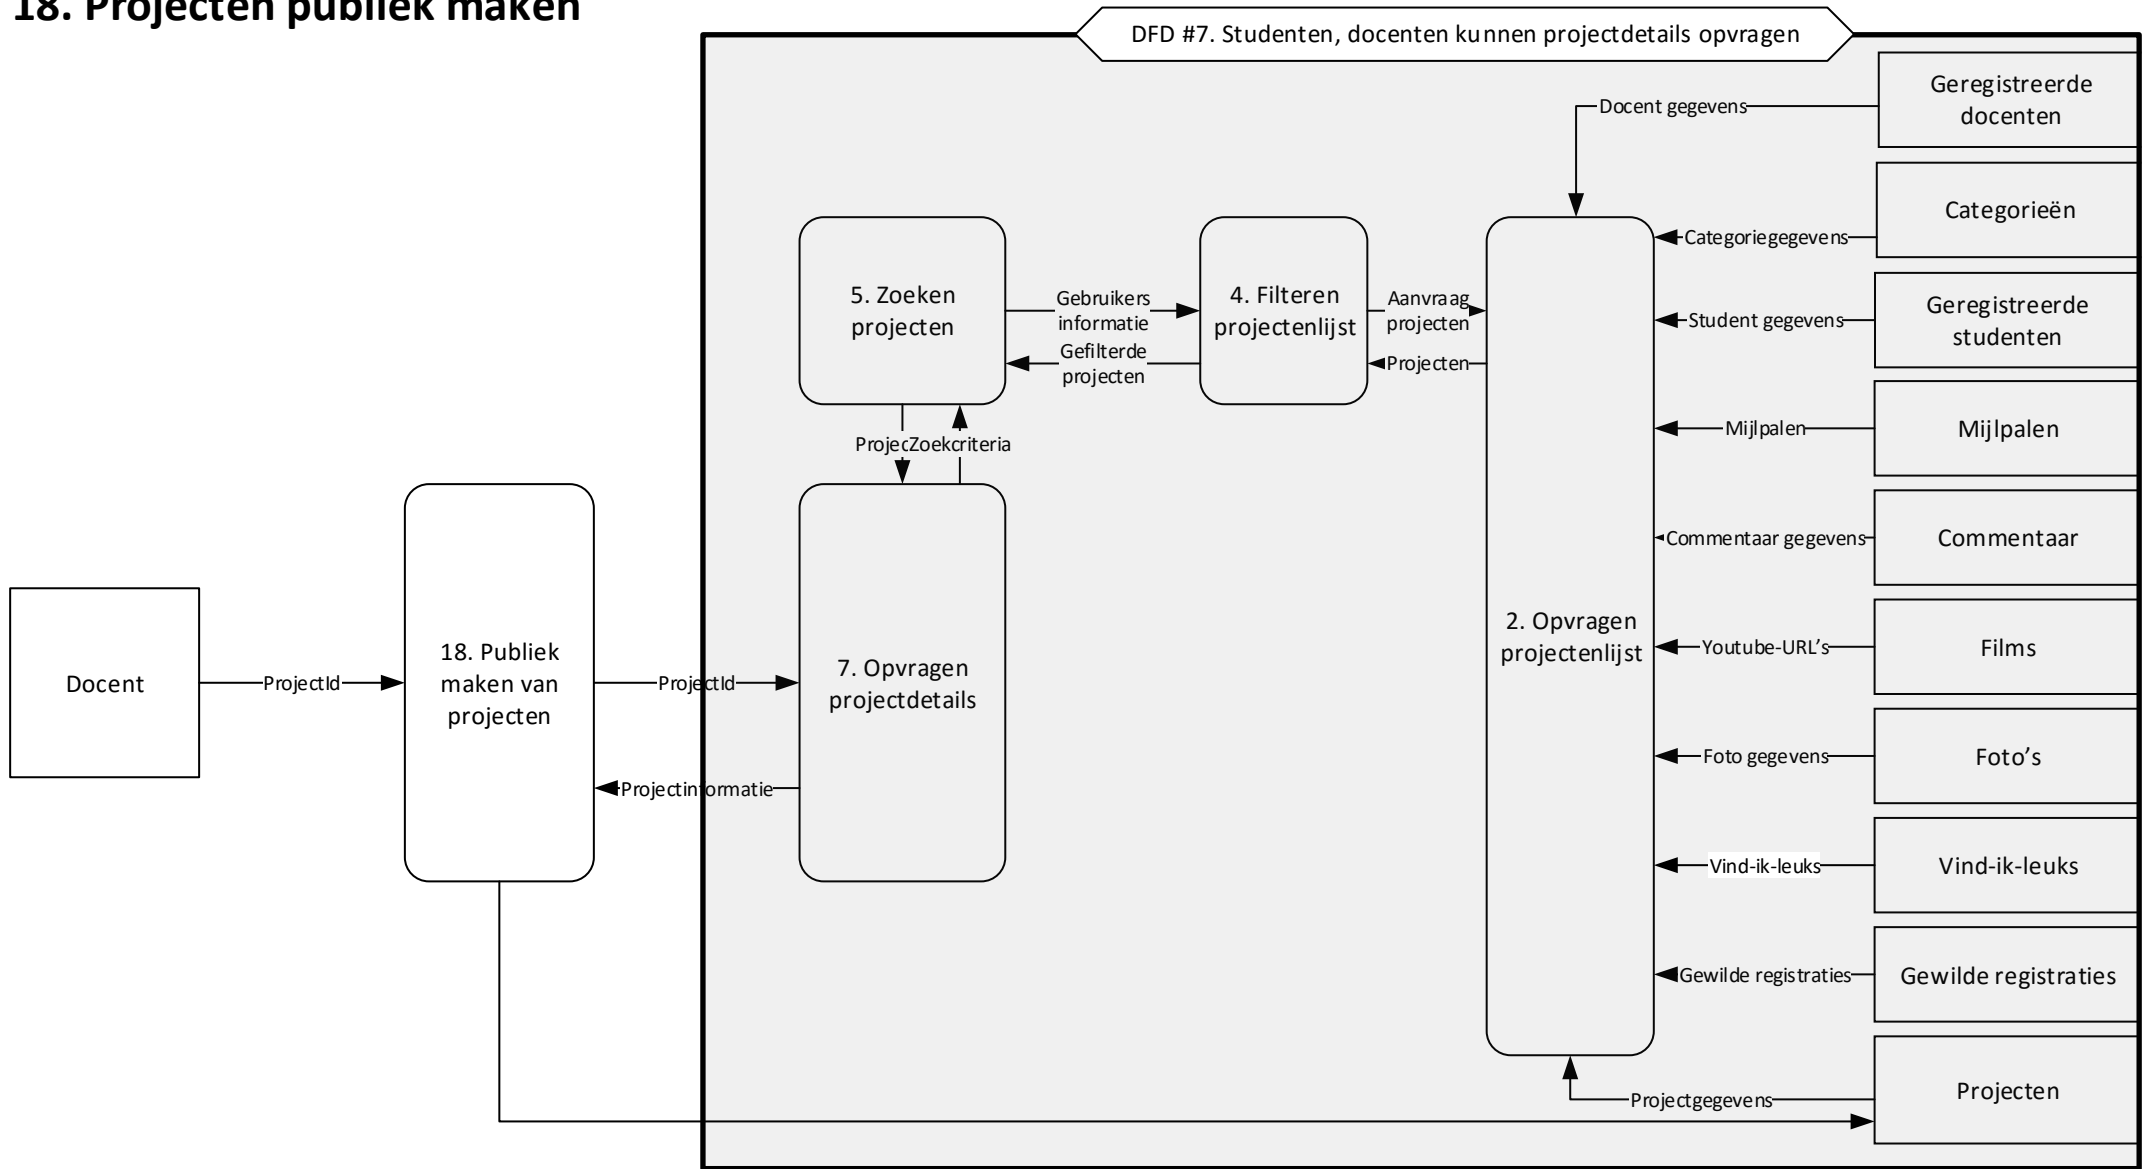 18. Projecten publiek maken
DFD #7. Studenten, docenten kunnen projectdetails opvragen
Geregistreerde
docenten
Docent gegevens
Categorieën
Categoriegegevens
5. Zoeken
projecten
Gebruikers
informatie
4. Filteren
projectenlijst
Aanvraag
projecten
Geregistreerde
studenten
Student gegevens
Gefilterde
projecten
Projecten
Mijlpalen
Mijlpalen
Zoekcriteria
Commentaar gegevens
Commentaar
Docent
ProjectId
18. Publiek
maken van
projecten
ProjectId
7. Opvragen
projectdetails
2. Opvragen
projectenlijst
Youtube-URL’s
Films
Projectinformatie
Foto gegevens
Foto’s
Vind-ik-leuks
Vind-ik-leuks
Gewilde registraties
Gewilde registraties
Projectgegevens
Projecten